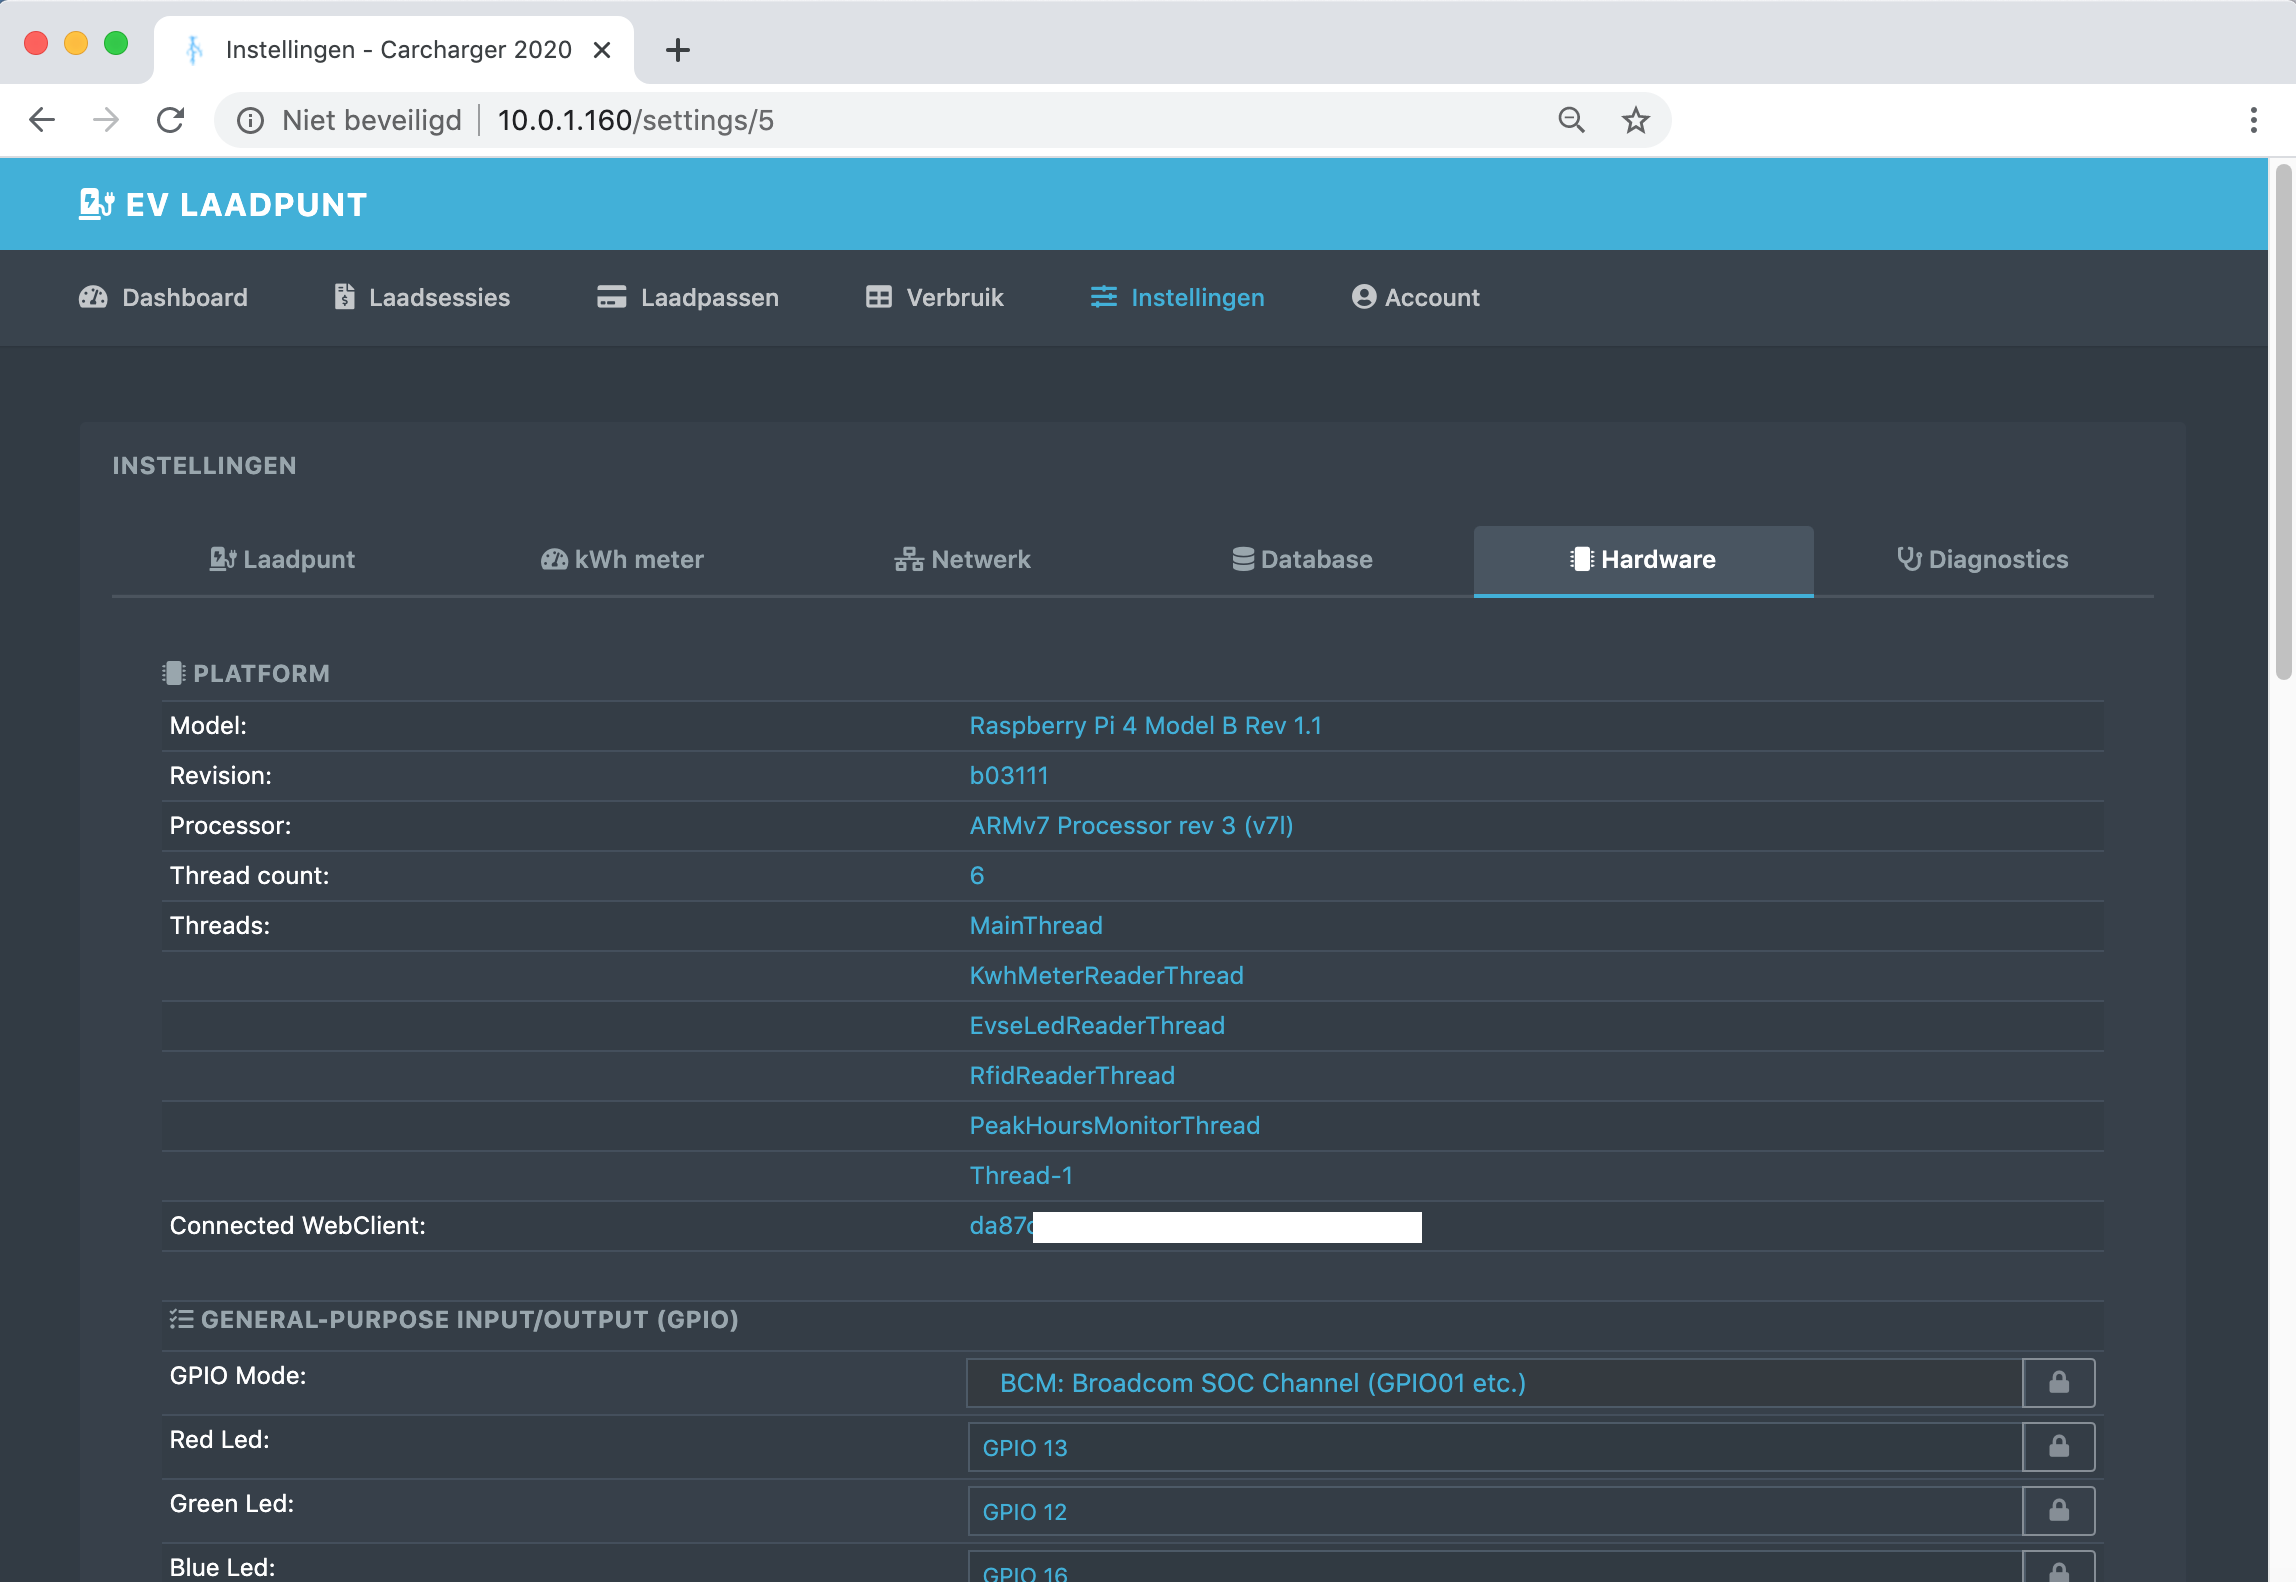 Instellingen - Carcharger 2020
Niet beveiligd 10.0.1.160/settings/5
EV LAADPUNT
Dashboard Laadsessies Laadpassen Verbruik Instellingen Account
INSTELLINGEN
Laadpunt kWh meter Netwerk Database Hardware Diagnostics
PLATFORM
Model: Raspberry Pi 4 Model B Rev 1.1
Revision: b03111
Processor: ARMv7 Processor rev 3 (v7l)
Thread count: 6
Threads: MainThread
KwhMeterReaderThread
EvseLedReaderThread
RfidReaderThread
PeakHoursMonitorThread
Thread-1
Connected WebClient:
GENERAL-PURPOSE INPUT/OUTPUT (GPIO)
GPIO Mode: BCM: Broadcom SOC Channel (GPIO01 etc.)
Red Led: GPIO 13
Green Led: GPIO 12
Blue Led: GPIO 16